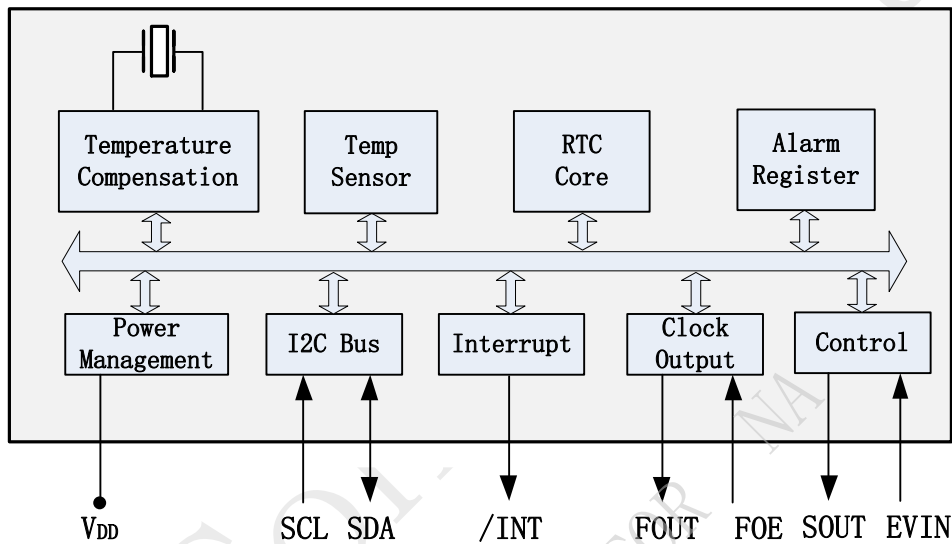 Temperature
Compensation
Temp
Sensor
RTC
Core
Alarm
Register
Power
Management
I2C Bus
Interrupt
Clock
Output
Control
VDD
SCL
SDA
/INT
FOUT
FOE
SOUT
EVIN
NA